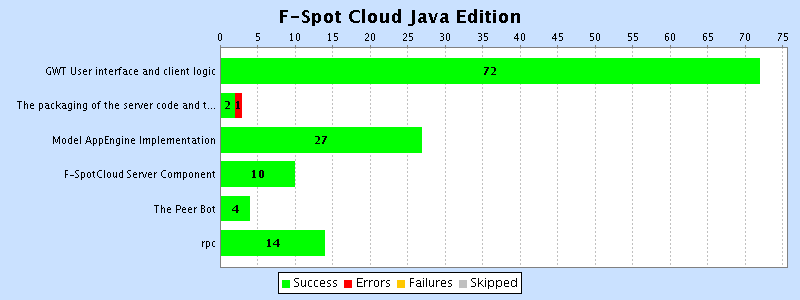 F-Spot Cloud Java Edition
0 5 10 15 20 25 30 35 40 45 50 55 60 65 70 75
GWT User interface and client logic 72
The packaging of the server code and t... 2 1
Model AppEngine Implementation 27
F-SpotCloud Server Component 10
The Peer Bot 4
rpc 14
Success Errors Failures Skipped